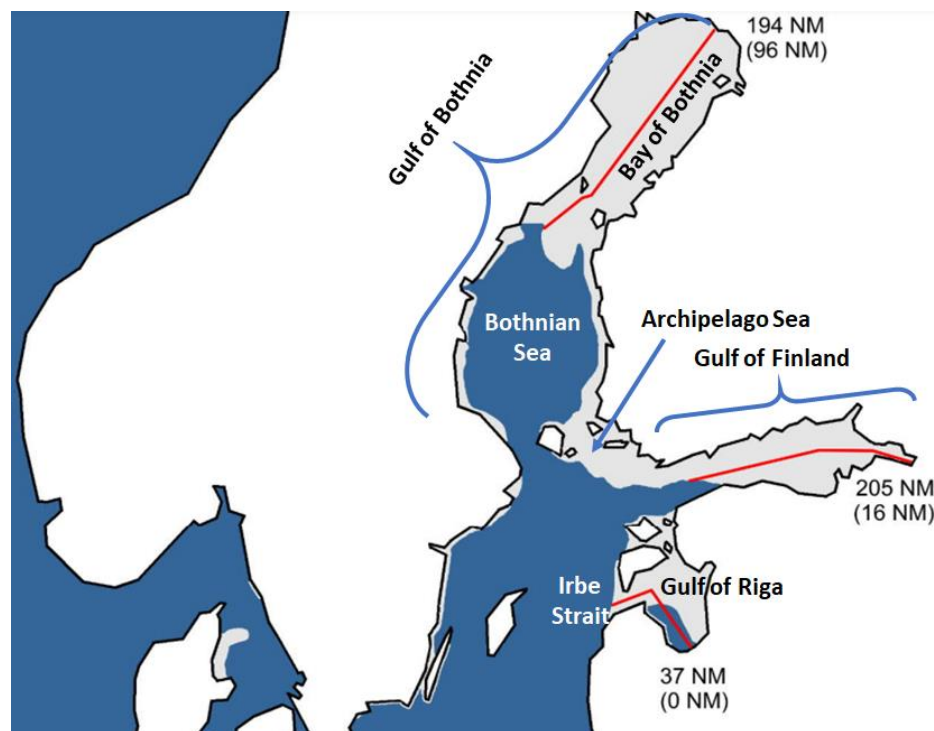 194 NM
(96 NM)
Gulf of Bothnia
Bay of Bothnia
Bothnian
Sea
Archipelago Sea
Gulf of Finland
205 NM
(16 NM)
Irbe
Strait
Gulf of Riga
37 NM
(0 NM)